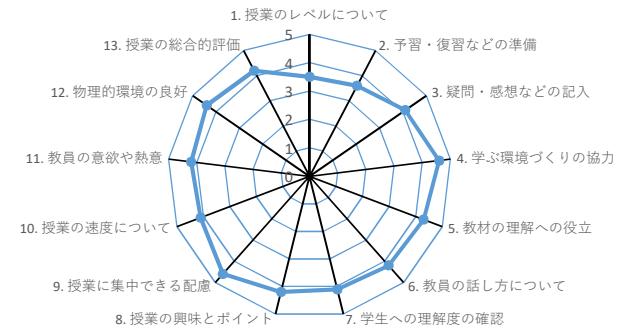 1. 授業のレベルについて
2. 予習・復習などの準備
3. 疑問・感想などの記入
4. 学ぶ環境づくりの協力
5. 教材の理解への役立
6. 教員の話し方について
7. 学生への理解度の確認
8. 授業の興味とポイント
9. 授業に集中できる配慮
10. 授業の速度について
11. 教員の意欲や熱意
12. 物理的環境の良好
13. 授業の総合的評価
5
4
3
2
1
0